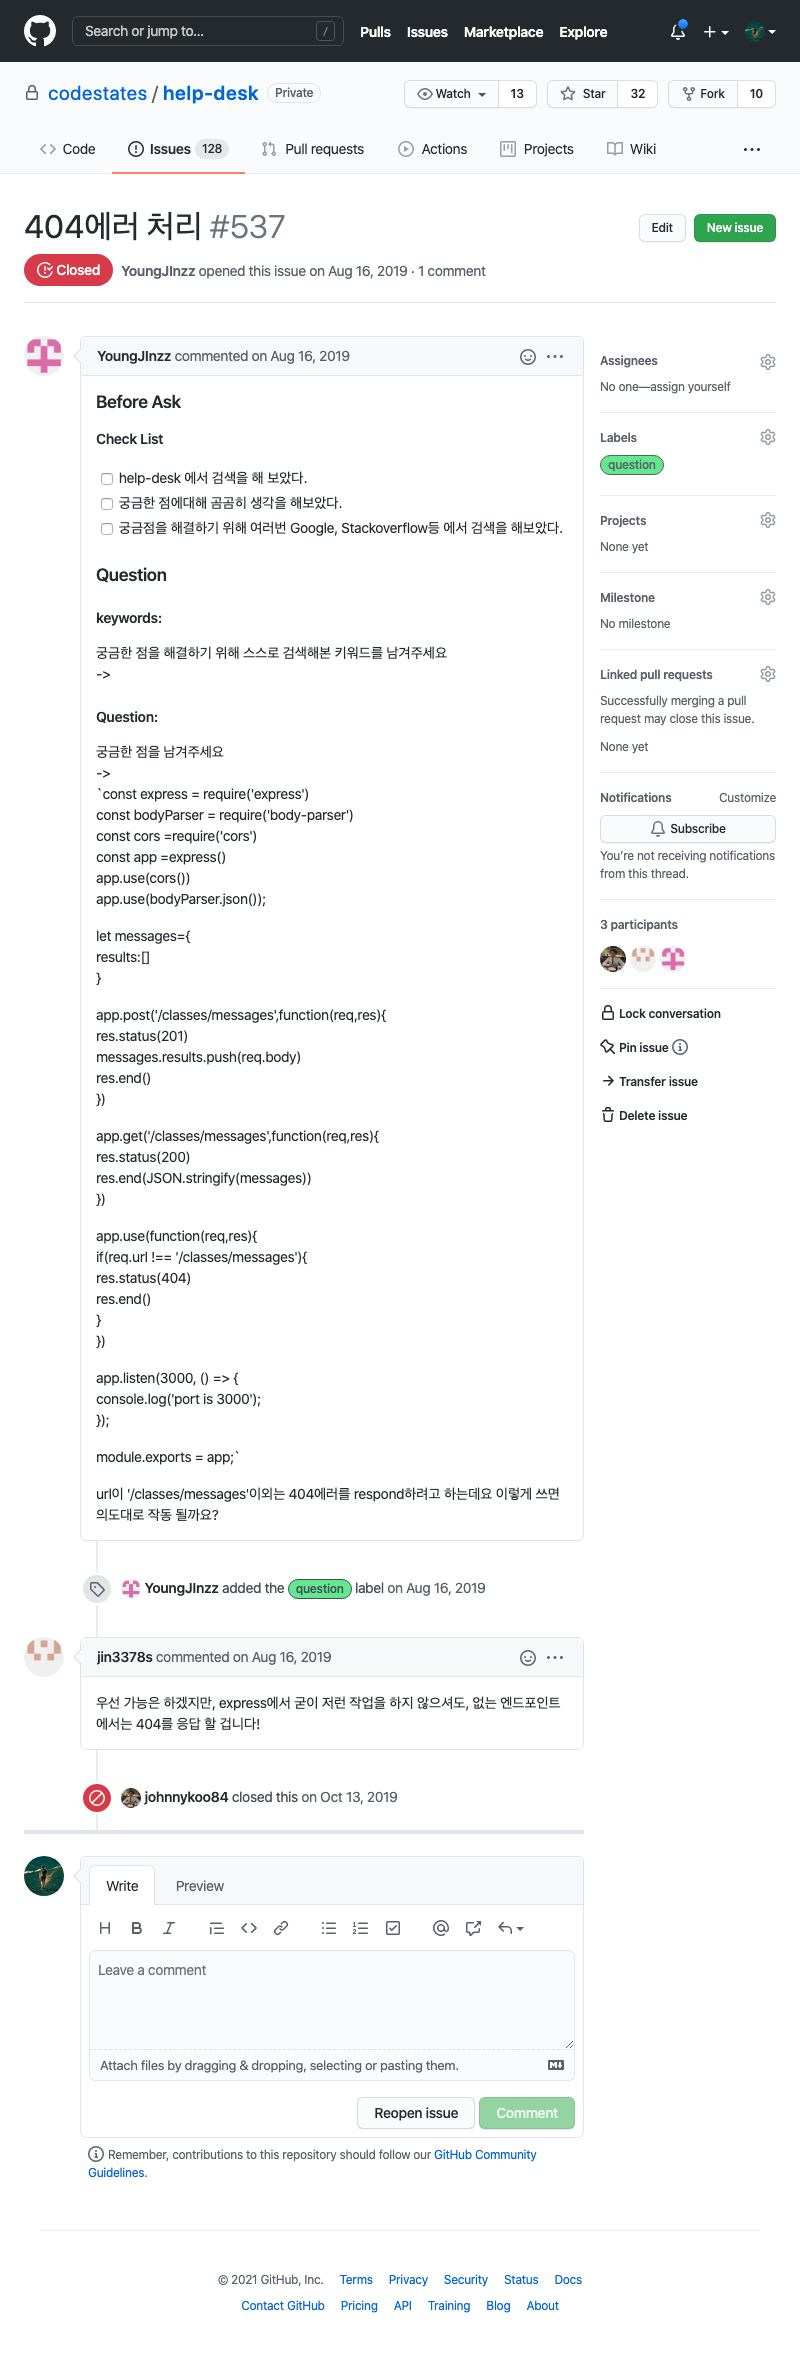 Search or jump to... /
Pulls Issues Marketplace Explore
codestates / help-desk Private
Watch 13 Star 32 Fork 10
Code Issues 128 Pull requests Actions Projects Wiki ...
404에러 처리 #537
Edit New issue
Closed YoungJInzz opened this issue on Aug 16, 2019 · 1 comment
YoungJInzz commented on Aug 16, 2019
Before Ask
Check List
help-desk 에서 검색을 해 보았다.
궁금한 점에대해 곰곰히 생각을 해보았다.
궁금점을 해결하기 위해 여러번 Google, Stackoverflow등 에서 검색을 해보았다.
Question
keywords:
궁금한 점을 해결하기 위해 스스로 검색해본 키워드를 남겨주세요
->
Question:
궁금한 점을 남겨주세요
->
`const express = require('express')
const bodyParser = require('body-parser')
const cors =require('cors')
const app =express()
app.use(cors())
app.use(bodyParser.json());
let messages={
results:[]
}
app.post('/classes/messages',function(req,res){
res.status(201)
messages.results.push(req.body)
res.end()
})
app.get('/classes/messages',function(req,res){
res.status(200)
res.end(JSON.stringify(messages))
})
app.use(function(req,res){
if(req.url !== '/classes/messages'){
res.status(404)
res.end()
}
})
app.listen(3000, () => {
console.log('port is 3000');
});
module.exports = app;`
url이 '/classes/messages'이외는 404에러를 respond하려고 하는데요 이렇게 쓰면
의도대로 작동 될까요?
YoungJInzz added the question label on Aug 16, 2019
jin3378s commented on Aug 16, 2019
우선 가능은 하겠지만, express에서 굳이 저런 작업을 하지 않으셔도, 없는 엔드포인트
에서는 404를 응답 할 겁니다!
johnnykoo84 closed this on Oct 13, 2019
Write Preview
H B I
Leave a comment
Attach files by dragging & dropping, selecting or pasting them.
Reopen issue Comment
Remember, contributions to this repository should follow our GitHub Community
Guidelines.
Assignees
No one—assign yourself
Labels
question
Projects
None yet
Milestone
No milestone
Linked pull requests
Successfully merging a pull
request may close this issue.
None yet
Notifications Customize
Subscribe
You're not receiving notifications
from this thread.
3 participants
Lock conversation
Pin issue
Transfer issue
Delete issue
© 2021 GitHub, Inc. Terms Privacy Security Status Docs
Contact GitHub Pricing API Training Blog About